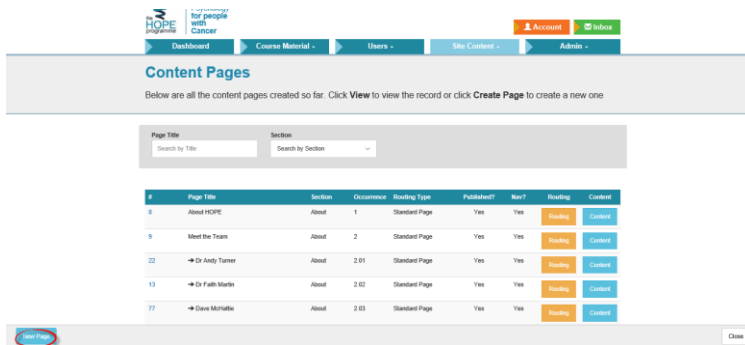 the
HOPE
programme
Psychology
for people
with
Cancer
Account
Inbox
Dashboard
Course Material
Users
Site Content
Admin
Content Pages
Below are all the content pages created so far. Click View to view the record or click Create Page to create a new one
Page Title Section
Search by Title Search by Section
# Page Title Section Occurrence Routing Type Published? Nav? Routing Content
8 About HOPE About 1 Standard Page Yes Yes Routing Content
9 Meet the Team About 2 Standard Page Yes Yes Routing Content
22 ➔ Dr Andy Turner About 2.01 Standard Page Yes Yes Routing Content
13 ➔ Dr Faith Martin About 2.02 Standard Page Yes Yes Routing Content
77 ➔ Dave McHattie About 2.03 Standard Page Yes Yes Routing Content
New Page Close